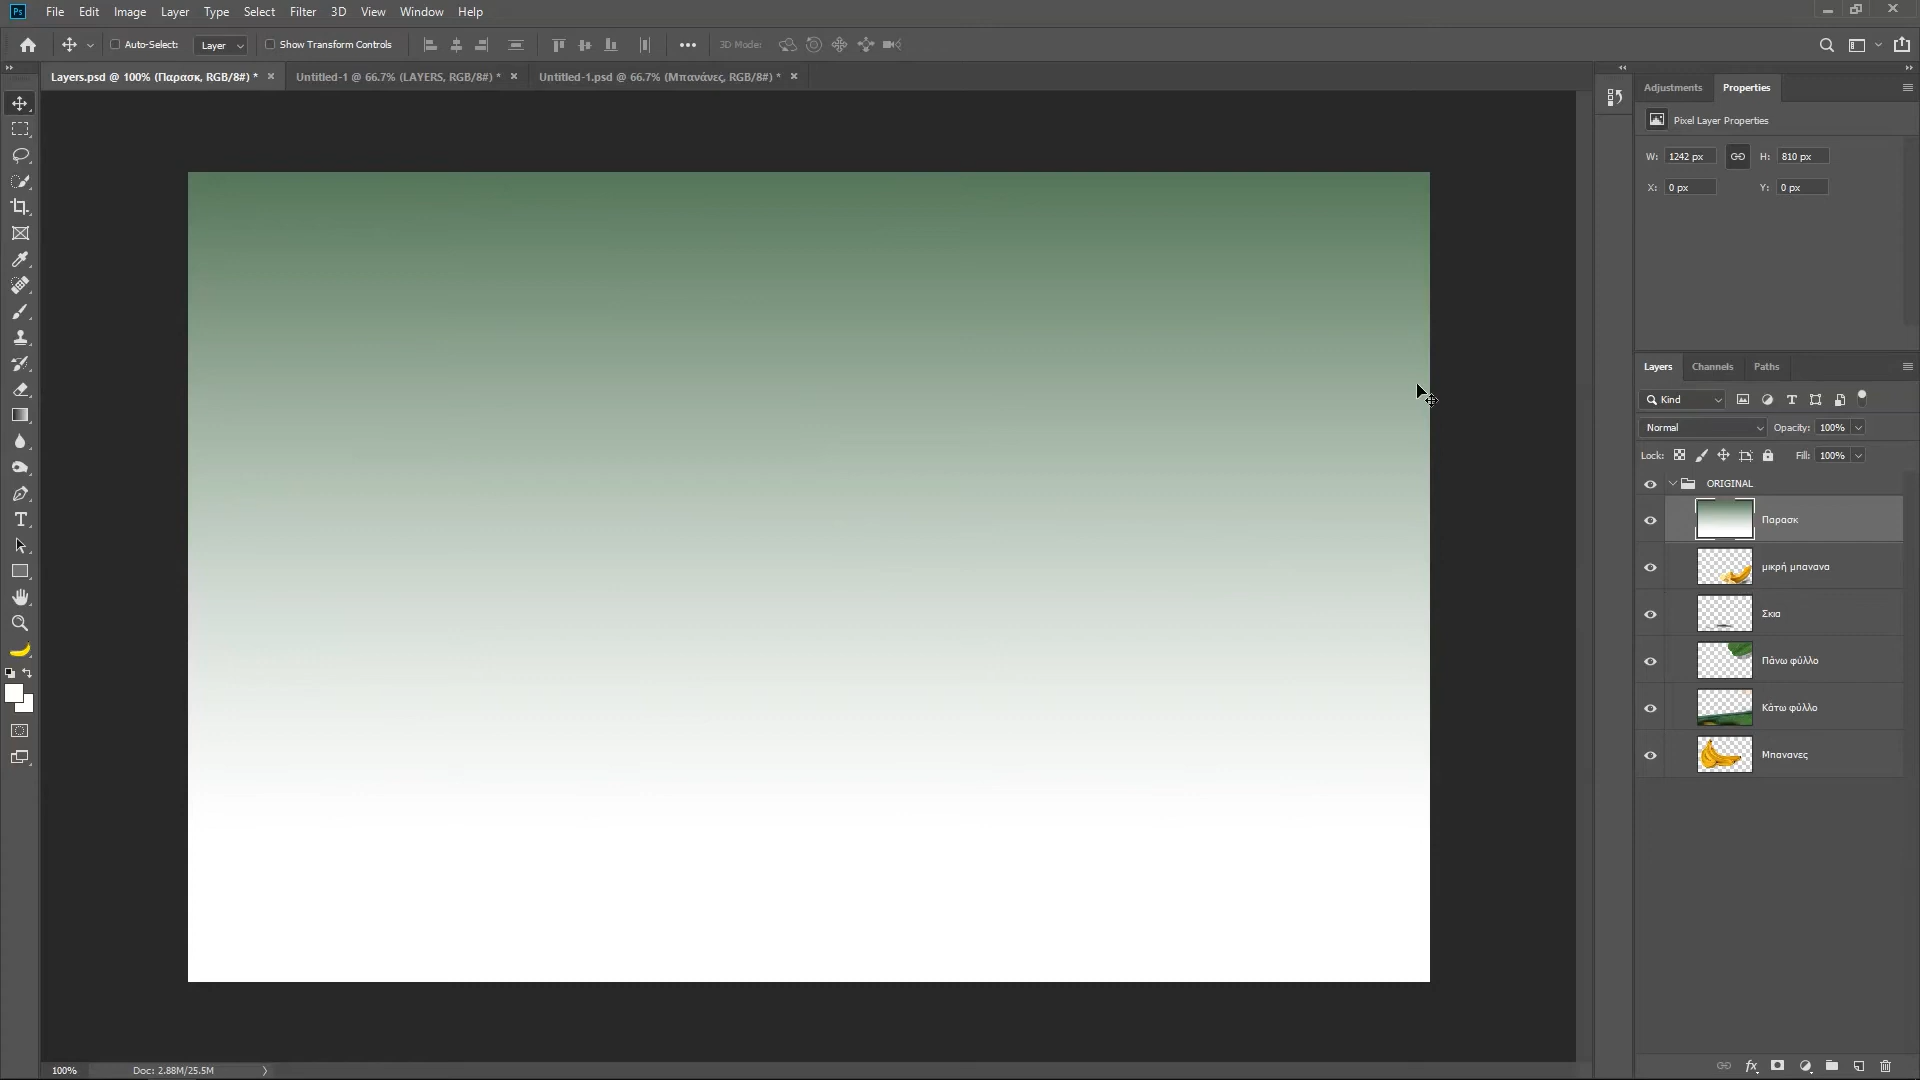 Ps File Edit Image Layer Type Select Filter 3D View Window Help
Auto-Select: Layer Show Transform Controls 3D Mode:
Layers.psd @ 100% (Παρασκ, RGB/8#) * Untitled-1 @ 66.7% (LAYERS, RGB/8#) * Untitled-1.psd @ 66.7% (Μπανάνες, RGB/8#) *
Adjustments Properties
Pixel Layer Properties
W: 1242 px H: 810 px
X: 0 px Y: 0 px
Layers Channels Paths
Kind
Normal Opacity: 100%
Lock: Fill: 100%
ORIGINAL
Παρασκ
μικρή μπανανα
Σκια
Πάνω φύλλο
Κάτω φύλλο
Μπανανες
100% Doc: 2.88M/25.5M